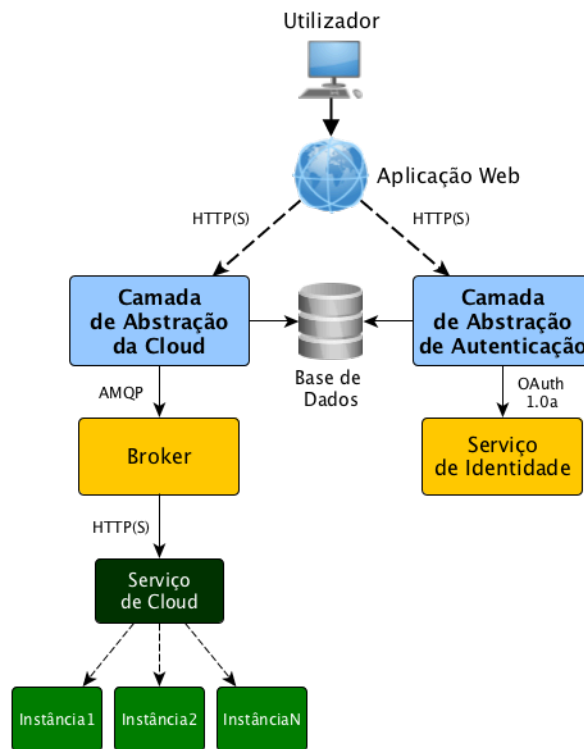 Utilizador
Aplicação Web
HTTP(S)
HTTP(S)
Camada
de Abstração
da Cloud
Base de
Dados
Camada
de Abstração
de Autenticação
AMQP
OAuth
1.0a
Broker
Serviço
de Identidade
HTTP(S)
Serviço
de Cloud
Instância1
Instância2
InstânciaN